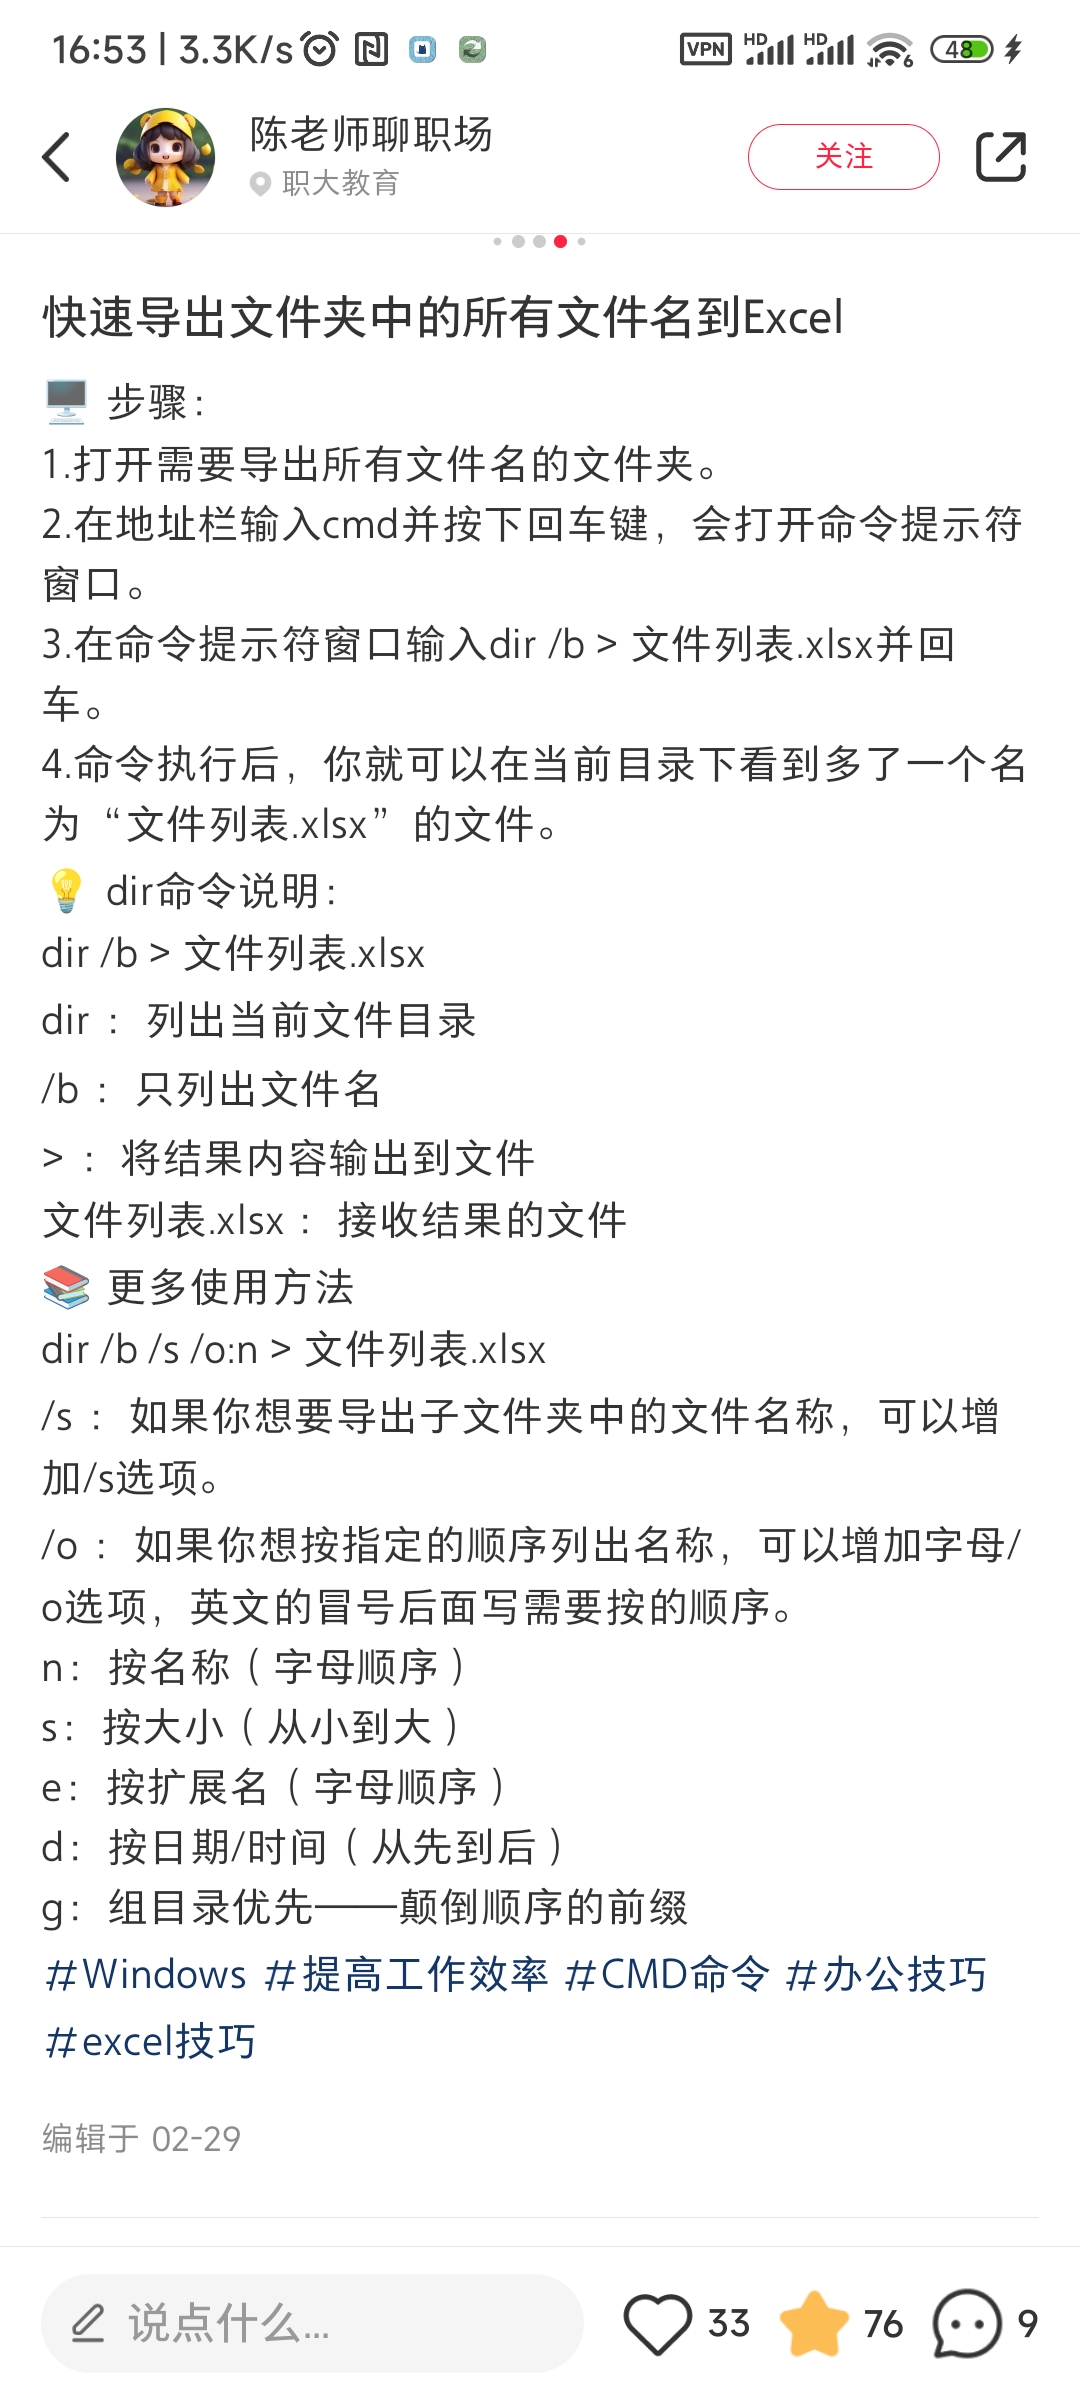 16:53 | 3.3K/s
VPN HD HD 6 48
陈老师聊职场
职大教育
关注
快速导出文件夹中的所有文件名到Excel
🖥️ 步骤：
1.打开需要导出所有文件名的文件夹。
2.在地址栏输入cmd并按下回车键，会打开命令提示符
窗口。
3.在命令提示符窗口输入dir /b > 文件列表.xlsx并回
车。
4.命令执行后，你就可以在当前目录下看到多了一个名
为“文件列表.xlsx”的文件。
💡 dir命令说明：
dir /b > 文件列表.xlsx
dir ：列出当前文件目录
/b ：只列出文件名
> ：将结果内容输出到文件
文件列表.xlsx ：接收结果的文件
📚 更多使用方法
dir /b /s /o:n > 文件列表.xlsx
/s ：如果你想要导出子文件夹中的文件名称，可以增
加/s选项。
/o ：如果你想按指定的顺序列出名称，可以增加字母/
o选项，英文的冒号后面写需要按的顺序。
n：按名称（字母顺序）
s：按大小（从小到大）
e：按扩展名（字母顺序）
d：按日期/时间（从先到后）
g：组目录优先——颠倒顺序的前缀
#Windows #提高工作效率 #CMD命令 #办公技巧
#excel技巧
编辑于 02-29
说点什么...
33
76
9